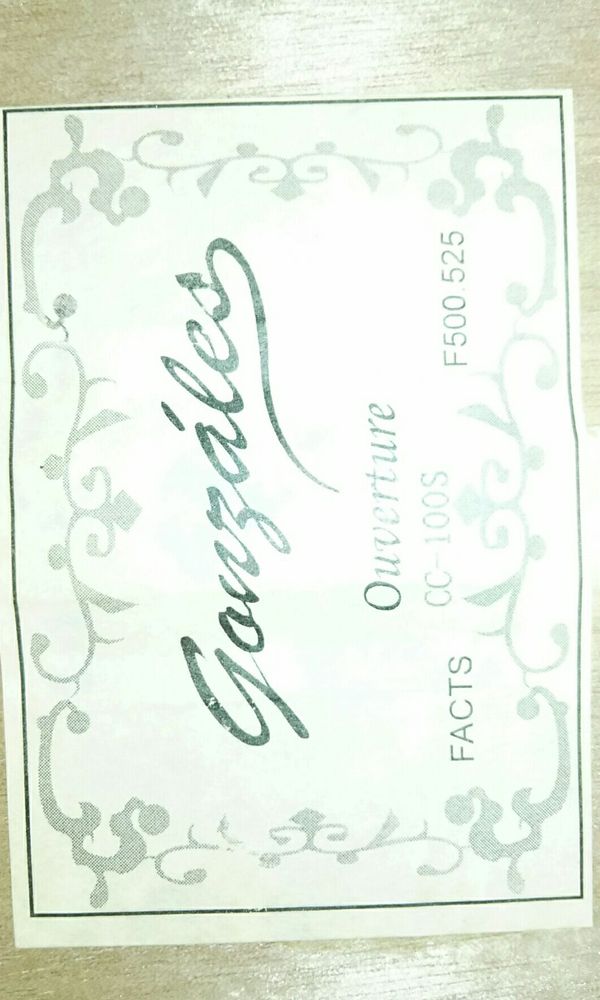 Gonzáles
Ouverture
FACTS CC-100S F500.525